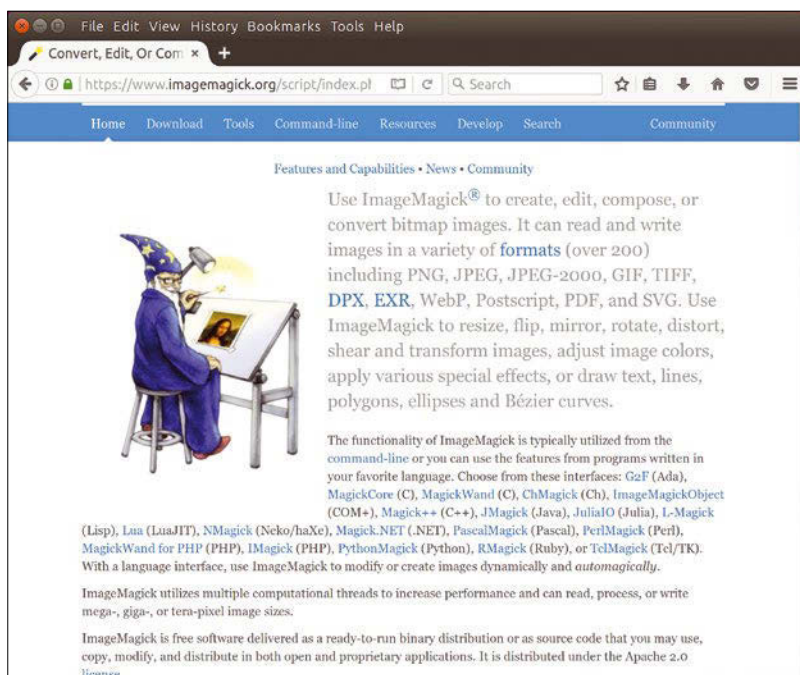 File Edit View History Bookmarks Tools Help
Convert, Edit, Or Com × +
https://www.imagemagick.org/script/index.pl Search
Home Download Tools Command-line Resources Develop Search Community
Features and Capabilities • News • Community
Use ImageMagick® to create, edit, compose, or
convert bitmap images. It can read and write
images in a variety of formats (over 200)
including PNG, JPEG, JPEG-2000, GIF, TIFF,
DPX, EXR, WebP, Postscript, PDF, and SVG. Use
ImageMagick to resize, flip, mirror, rotate, distort,
shear and transform images, adjust image colors,
apply various special effects, or draw text, lines,
polygons, ellipses and Bézier curves.
The functionality of ImageMagick is typically utilized from the
command-line or you can use the features from programs written in
your favorite language. Choose from these interfaces: G2F (Ada),
MagickCore (C), MagickWand (C), ChMagick (Ch), ImageMagickObject
(COM+), Magick++ (C++), JMagick (Java), JuliaIO (Julia), L-Magick
(Lisp), Lua (LuaJIT), NMagick (Neko/haXe), Magick.NET (.NET), PascalMagick (Pascal), PerlMagick (Perl),
MagickWand for PHP (PHP), IMagick (PHP), PythonMagick (Python), RMagick (Ruby), or TclMagick (Tcl/TK).
With a language interface, use ImageMagick to modify or create images dynamically and automagically.
ImageMagick utilizes multiple computational threads to increase performance and can read, process, or write
mega-, giga-, or tera-pixel image sizes.
ImageMagick is free software delivered as a ready-to-run binary distribution or as source code that you may use,
copy, modify, and distribute in both open and proprietary applications. It is distributed under the Apache 2.0
license